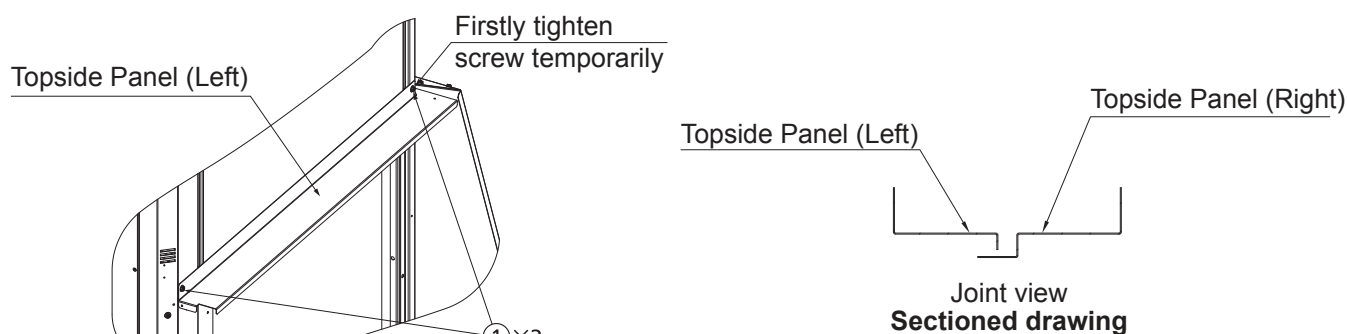 Firstly tighten
screw temporarily
Topside Panel (Left)
Topside Panel (Right)
Topside Panel (Left)
Joint view
Sectioned drawing